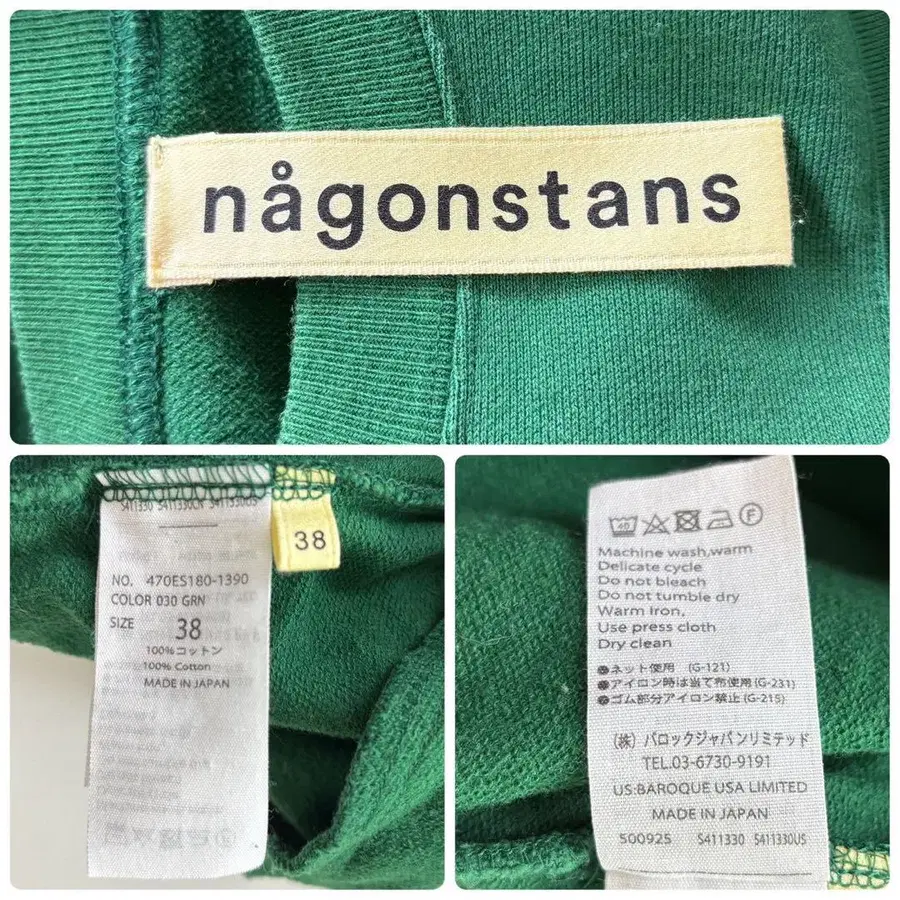 någonstans
S411330 S411330CN S411330US
NO. 470ES180-1390
COLOR 030 GRN
SIZE 38
100%コットン
100% Cotton
MADE IN JAPAN
38
40 F
Machine wash,warm
Delicate cycle
Do not bleach
Do not tumble dry
Warm Iron,
Use press cloth
Dry clean
●ネット使用 (G-121)
●アイロン時は当て布使用(G-231)
●ゴム部分アイロン禁止(G-215)
(株) バロックジャパンリミテッド
TEL.03-6730-9191
US:BAROQUE USA LIMITED
MADE IN JAPAN
500925 S411330 S411330US